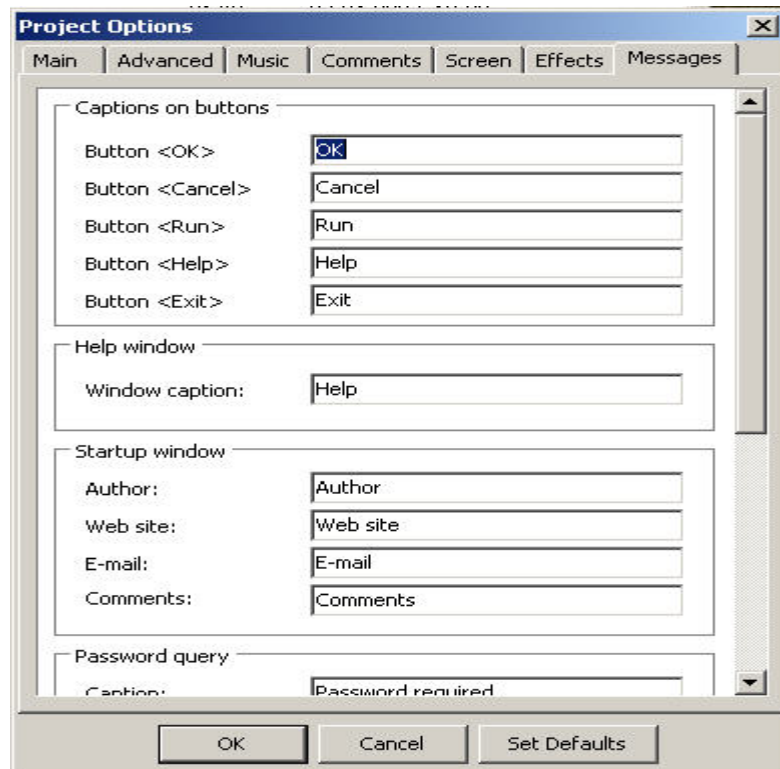 Project Options
Main Advanced Music Comments Screen Effects Messages
Captions on buttons
Button <OK> OK
Button <Cancel> Cancel
Button <Run> Run
Button <Help> Help
Button <Exit> Exit
Help window
Window caption: Help
Startup window
Author: Author
Web site: Web site
E-mail: E-mail
Comments: Comments
Password query
Caption: Password required
OK Cancel Set Defaults